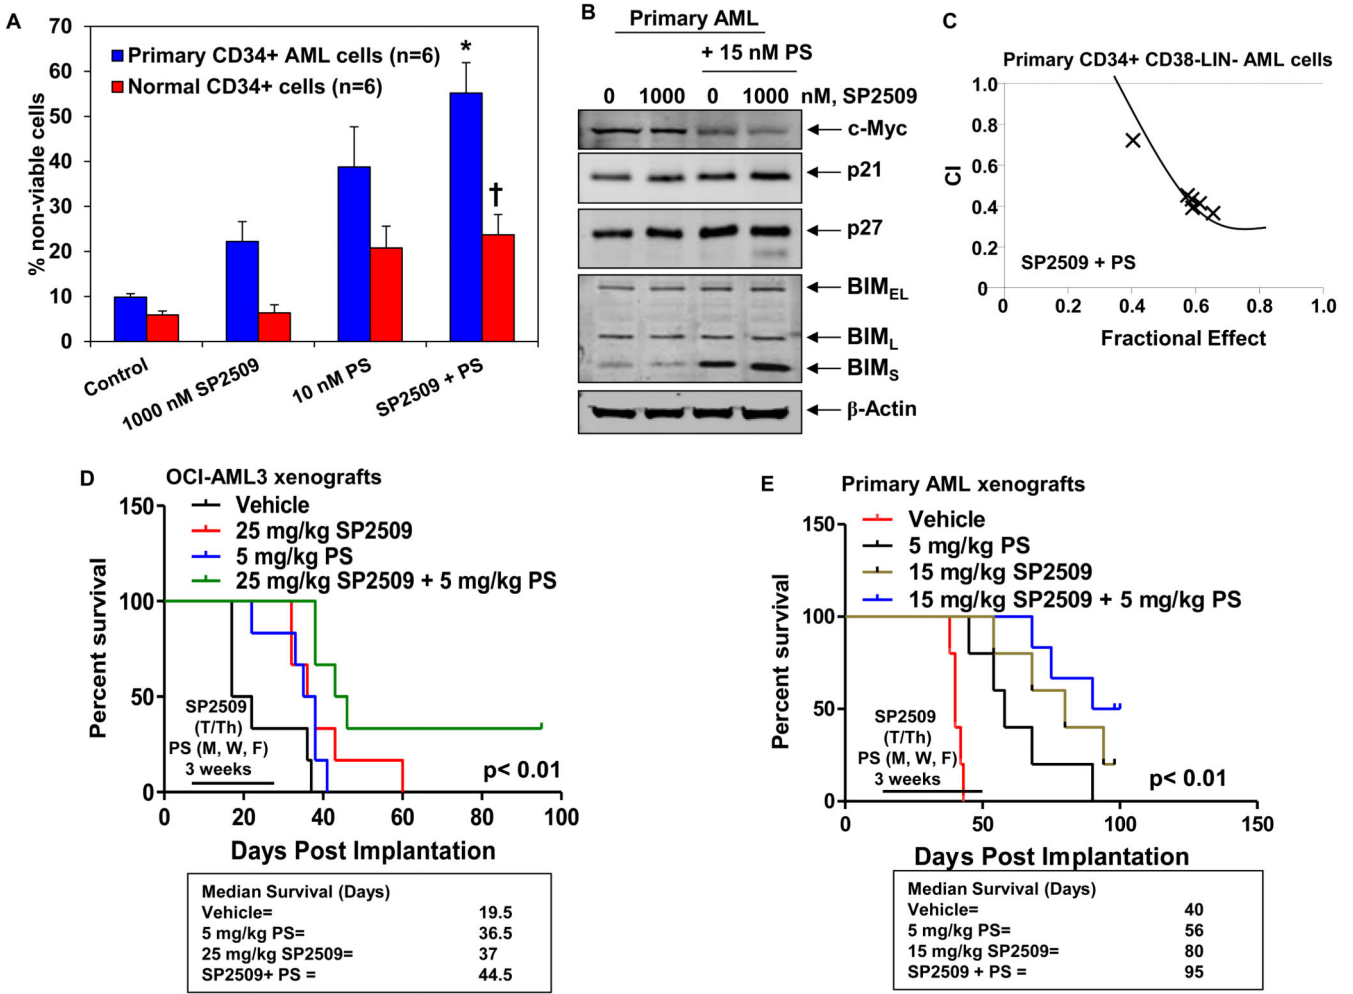 A
70
60
50
40
30
20
10
0
% non-viable cells
Primary CD34+ AML cells (n=6)
Normal CD34+ cells (n=6)
*
†
Control
1000 nM SP2509
10 nM PS
SP2509 + PS
B
Primary AML
+ 15 nM PS
0 1000 0 1000 nM, SP2509
c-Myc
p21
p27
BIMEL
BIML
BIMS
β-Actin
C
Primary CD34+ CD38-LIN- AML cells
1.0
0.8
0.6
0.4
0.2
0
CI
SP2509 + PS
0 0.2 0.4 0.6 0.8 1.0
Fractional Effect
D
OCI-AML3 xenografts
Vehicle
25 mg/kg SP2509
5 mg/kg PS
25 mg/kg SP2509 + 5 mg/kg PS
150
100
50
0
Percent survival
SP2509
(T/Th)
PS (M, W, F)
3 weeks
p< 0.01
0 20 40 60 80 100
Days Post Implantation
Median Survival (Days)
Vehicle= 19.5
5 mg/kg PS= 36.5
25 mg/kg SP2509= 37
SP2509+ PS = 44.5
E
Primary AML xenografts
Vehicle
5 mg/kg PS
15 mg/kg SP2509
15 mg/kg SP2509 + 5 mg/kg PS
150
100
50
0
Percent survival
SP2509
(T/Th)
PS (M, W, F)
3 weeks
p< 0.01
0 50 100 150
Days Post Implantation
Median Survival (Days)
Vehicle= 40
5 mg/kg PS= 56
15 mg/kg SP2509= 80
SP2509 + PS = 95